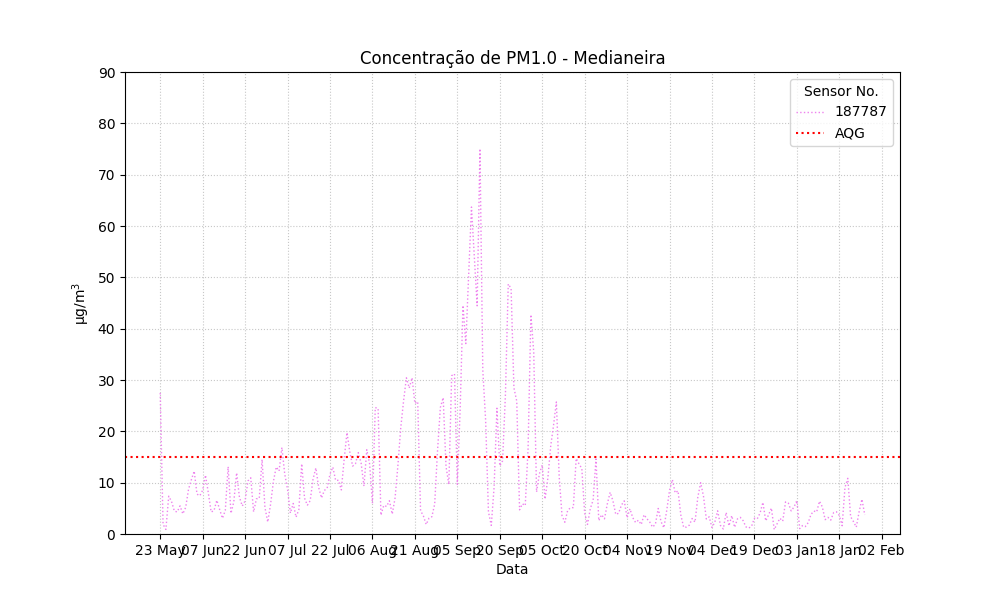 Concentração de PM1.0 - Medianeira
Sensor No.
187787
AQG
µg/m³
90
80
70
60
50
40
30
20
10
0
23 May 07 Jun 22 Jun 07 Jul 22 Jul 06 Aug 21 Aug 05 Sep 20 Sep 05 Oct 20 Oct 04 Nov 19 Nov 04 Dec 19 Dec 03 Jan 18 Jan 02 Feb
Data